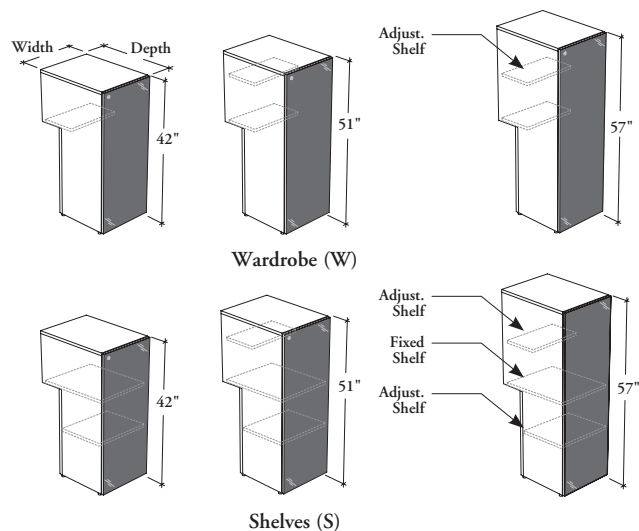 Width
Depth
42"
51"
Adjust.
Shelf
57"
Wardrobe (W)
42"
51"
Adjust.
Shelf
Fixed
Shelf
Adjust.
Shelf
57"
Shelves (S)